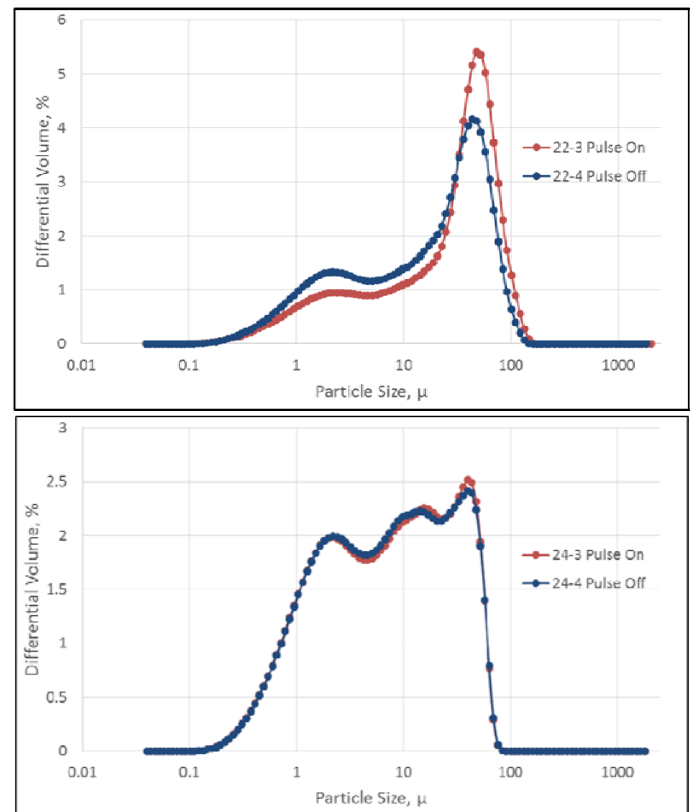 6
5
4
3
2
1
0
Differential Volume, %
22-3 Pulse On
22-4 Pulse Off
0.01 0.1 1 10 100 1000
Particle Size, μ
3
2.5
2
1.5
1
0.5
0
Differential Volume, %
24-3 Pulse On
24-4 Pulse Off
0.01 0.1 1 10 100 1000
Particle Size, μ